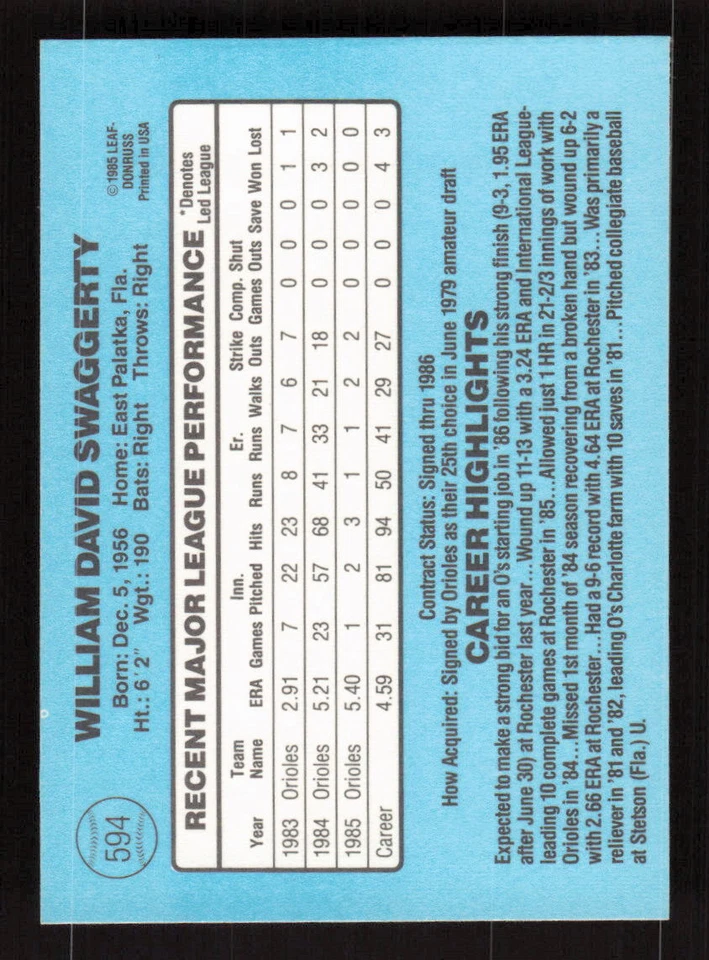 594
WILLIAM DAVID SWAGGERTY
Born: Dec. 5, 1956 Home: East Palatka, Fla.
Ht.: 6'2" Wgt.: 190 Bats: Right Throws: Right
© 1985 LEAF-
DONRUSS
Printed in USA
RECENT MAJOR LEAGUE PERFORMANCE
*Denotes
Led League
Team Inn. Er. Strike Comp. Shut
Year Name ERA Games Pitched Hits Runs Runs Walks Outs Games Outs Save Won Lost
1983 Orioles 2.91 7 22 23 8 7 6 7 0 0 0 1 1
1984 Orioles 5.21 23 57 68 41 33 21 18 0 0 0 3 2
1985 Orioles 5.40 1 2 3 1 1 2 2 0 0 0 0 0
Career 4.59 31 81 94 50 41 29 27 0 0 0 4 3
Contract Status: Signed thru 1986
How Acquired: Signed by Orioles as their 25th choice in June 1979 amateur draft
CAREER HIGHLIGHTS
Expected to make a strong bid for an O's starting job in '86 following his strong finish (9-3, 1.95 ERA
after June 30) at Rochester last year...Wound up 11-13 with a 3.24 ERA and International League-
leading 10 complete games at Rochester in '85...Allowed just 1 HR in 21-2/3 innings of work with
Orioles in '84...Missed 1st month of '84 season recovering from a broken hand but wound up 6-2
with 2.66 ERA at Rochester...Had a 9-6 record with 4.64 ERA at Rochester in '83...Was primarily a
reliever in '81 and '82, leading O's Charlotte farm with 10 saves in '81...Pitched collegiate baseball
at Stetson (Fla.) U.